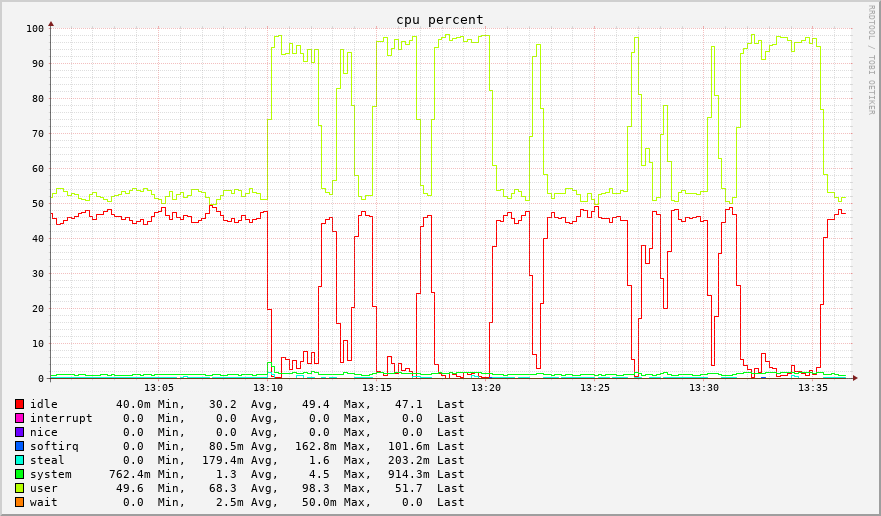 cpu percent
RRDTOOL / TOBI OETIKER
100
90
80
70
60
50
40
30
20
10
0
13:05 13:10 13:15 13:20 13:25 13:30 13:35
idle 40.0m Min, 30.2 Avg, 49.4 Max, 47.1 Last
interrupt 0.0 Min, 0.0 Avg, 0.0 Max, 0.0 Last
nice 0.0 Min, 0.0 Avg, 0.0 Max, 0.0 Last
softirq 0.0 Min, 80.5m Avg, 162.8m Max, 101.6m Last
steal 0.0 Min, 179.4m Avg, 1.6 Max, 203.2m Last
system 762.4m Min, 1.3 Avg, 4.5 Max, 914.3m Last
user 49.6 Min, 68.3 Avg, 98.3 Max, 51.7 Last
wait 0.0 Min, 2.5m Avg, 50.0m Max, 0.0 Last